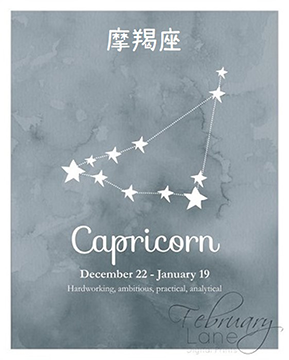 摩羯座
Capricorn
December 22 - January 19
Hardworking, ambitious, practical, analytical
February
Lane